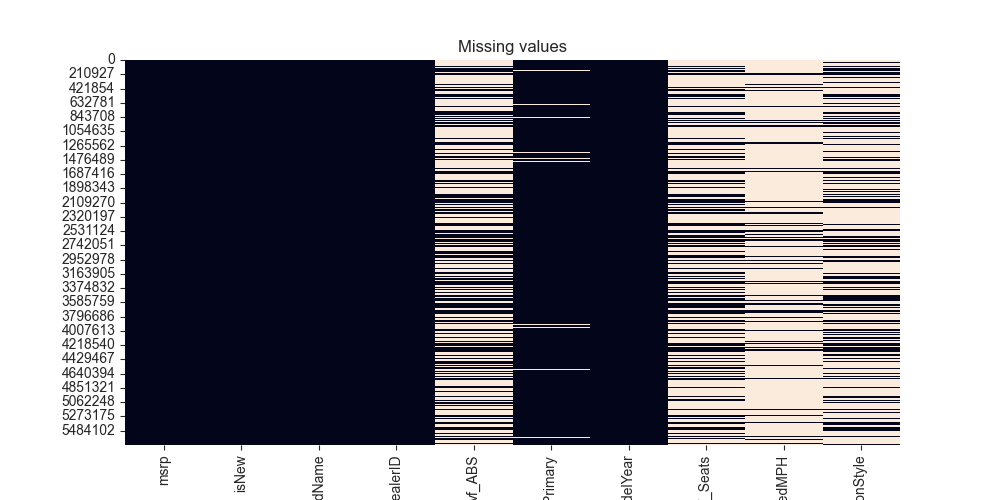 Missing values
0
210927
421854
632781
843708
1054635
1265562
1476489
1687416
1898343
2109270
2320197
2531124
2742051
2952978
3163905
3374832
3585759
3796686
4007613
4218540
4429467
4640394
4851321
5062248
5273175
5484102
msrp
isNew
dName
ealerID
vf_ABS
Primary
delYear
_Seats
edMPH
onStyle